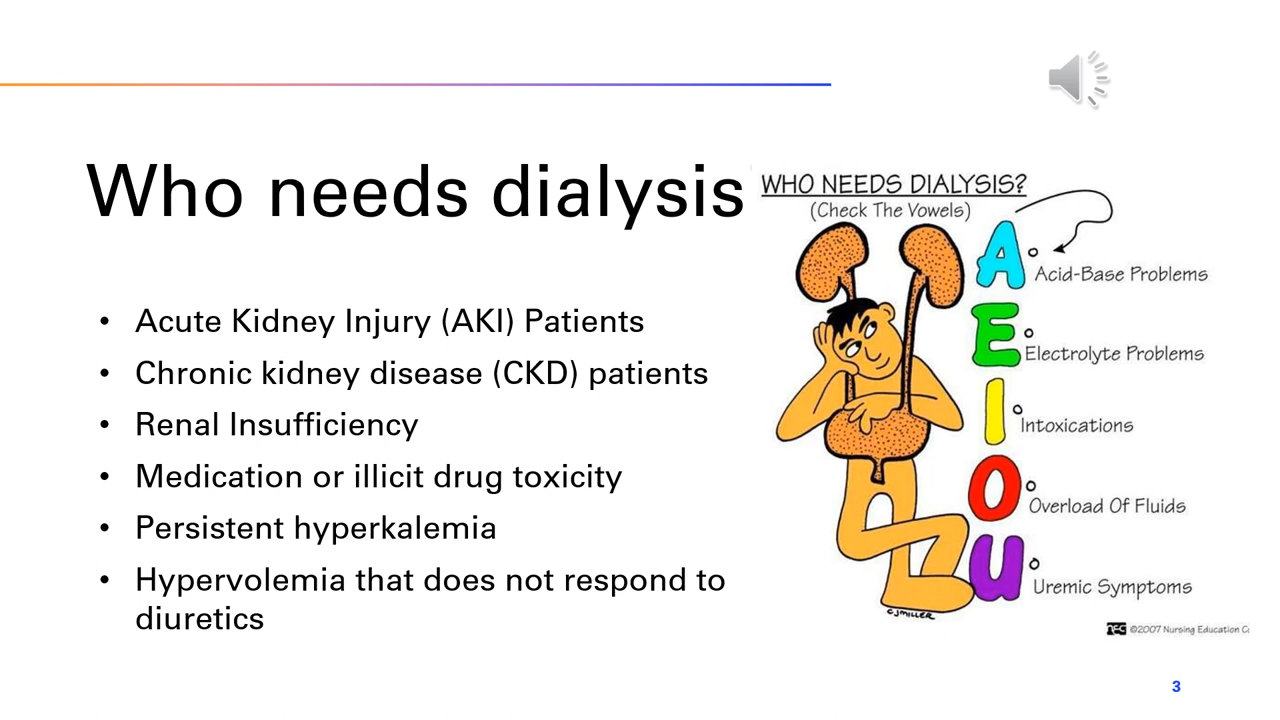 Who needs dialysis
• Acute Kidney Injury (AKI) Patients
• Chronic kidney disease (CKD) patients
• Renal Insufficiency
• Medication or illicit drug toxicity
• Persistent hyperkalemia
• Hypervolemia that does not respond to
diuretics
WHO NEEDS DIALYSIS?
(Check The Vowels)
A
Acid-Base Problems
E
Electrolyte Problems
I
Intoxications
O
Overload Of Fluids
U
Uremic Symptoms
CJMILLER
nec ©2007 Nursing Education
3